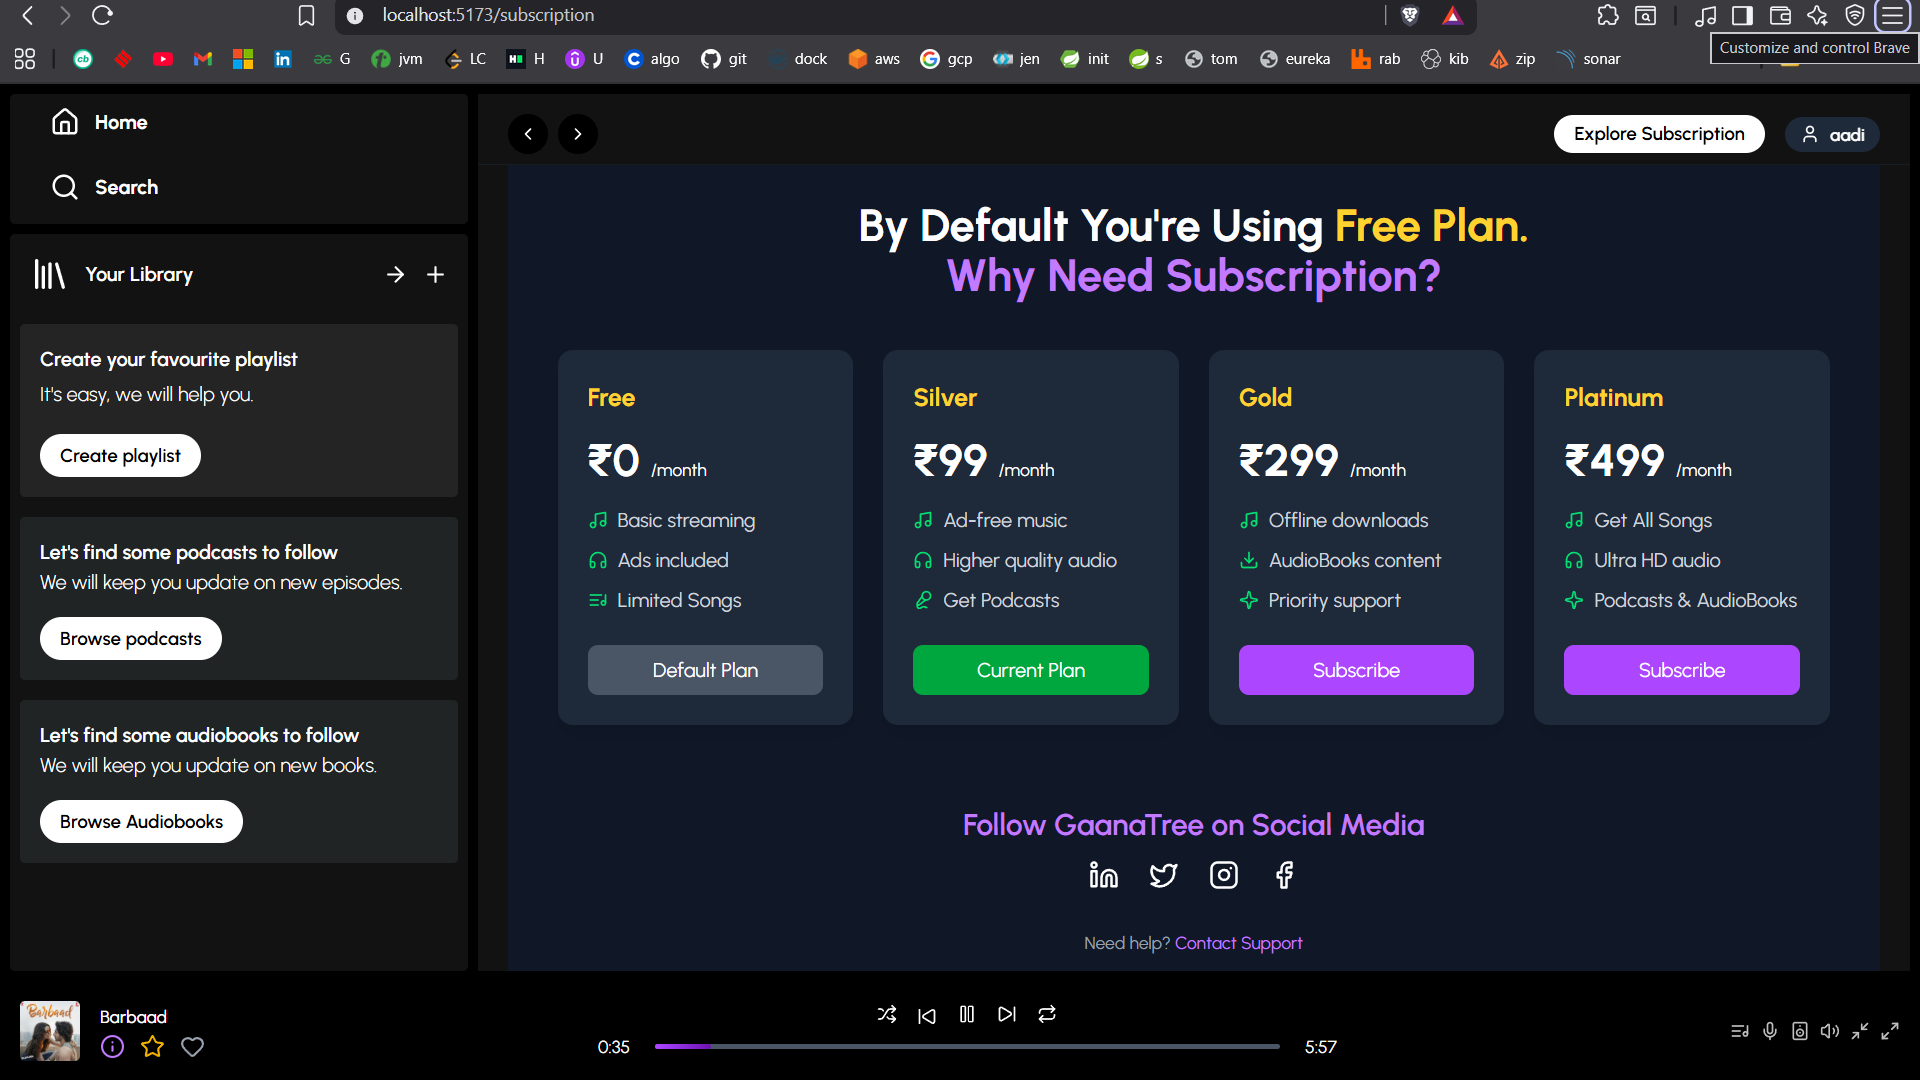 localhost:5173/subscription
G
jvm
LC
H
U
algo
git
dock
aws
gcp
jen
init
s
tom
eureka
rab
kib
zip
sonar
Customize and control Brave
Home
Search
Your Library
Create your favourite playlist
It's easy, we will help you.
Create playlist
Let's find some podcasts to follow
We will keep you update on new episodes.
Browse podcasts
Let's find some audiobooks to follow
We will keep you update on new books.
Browse Audiobooks
Explore Subscription
aadi
By Default You're Using Free Plan.
Why Need Subscription?
Free
₹0 /month
Basic streaming
Ads included
Limited Songs
Default Plan
Silver
₹99 /month
Ad-free music
Higher quality audio
Get Podcasts
Current Plan
Gold
₹299 /month
Offline downloads
AudioBooks content
Priority support
Subscribe
Platinum
₹499 /month
Get All Songs
Ultra HD audio
Podcasts & AudioBooks
Subscribe
Follow GaanaTree on Social Media
Need help? Contact Support
Barbaad
Barbaad
0:35
5:57